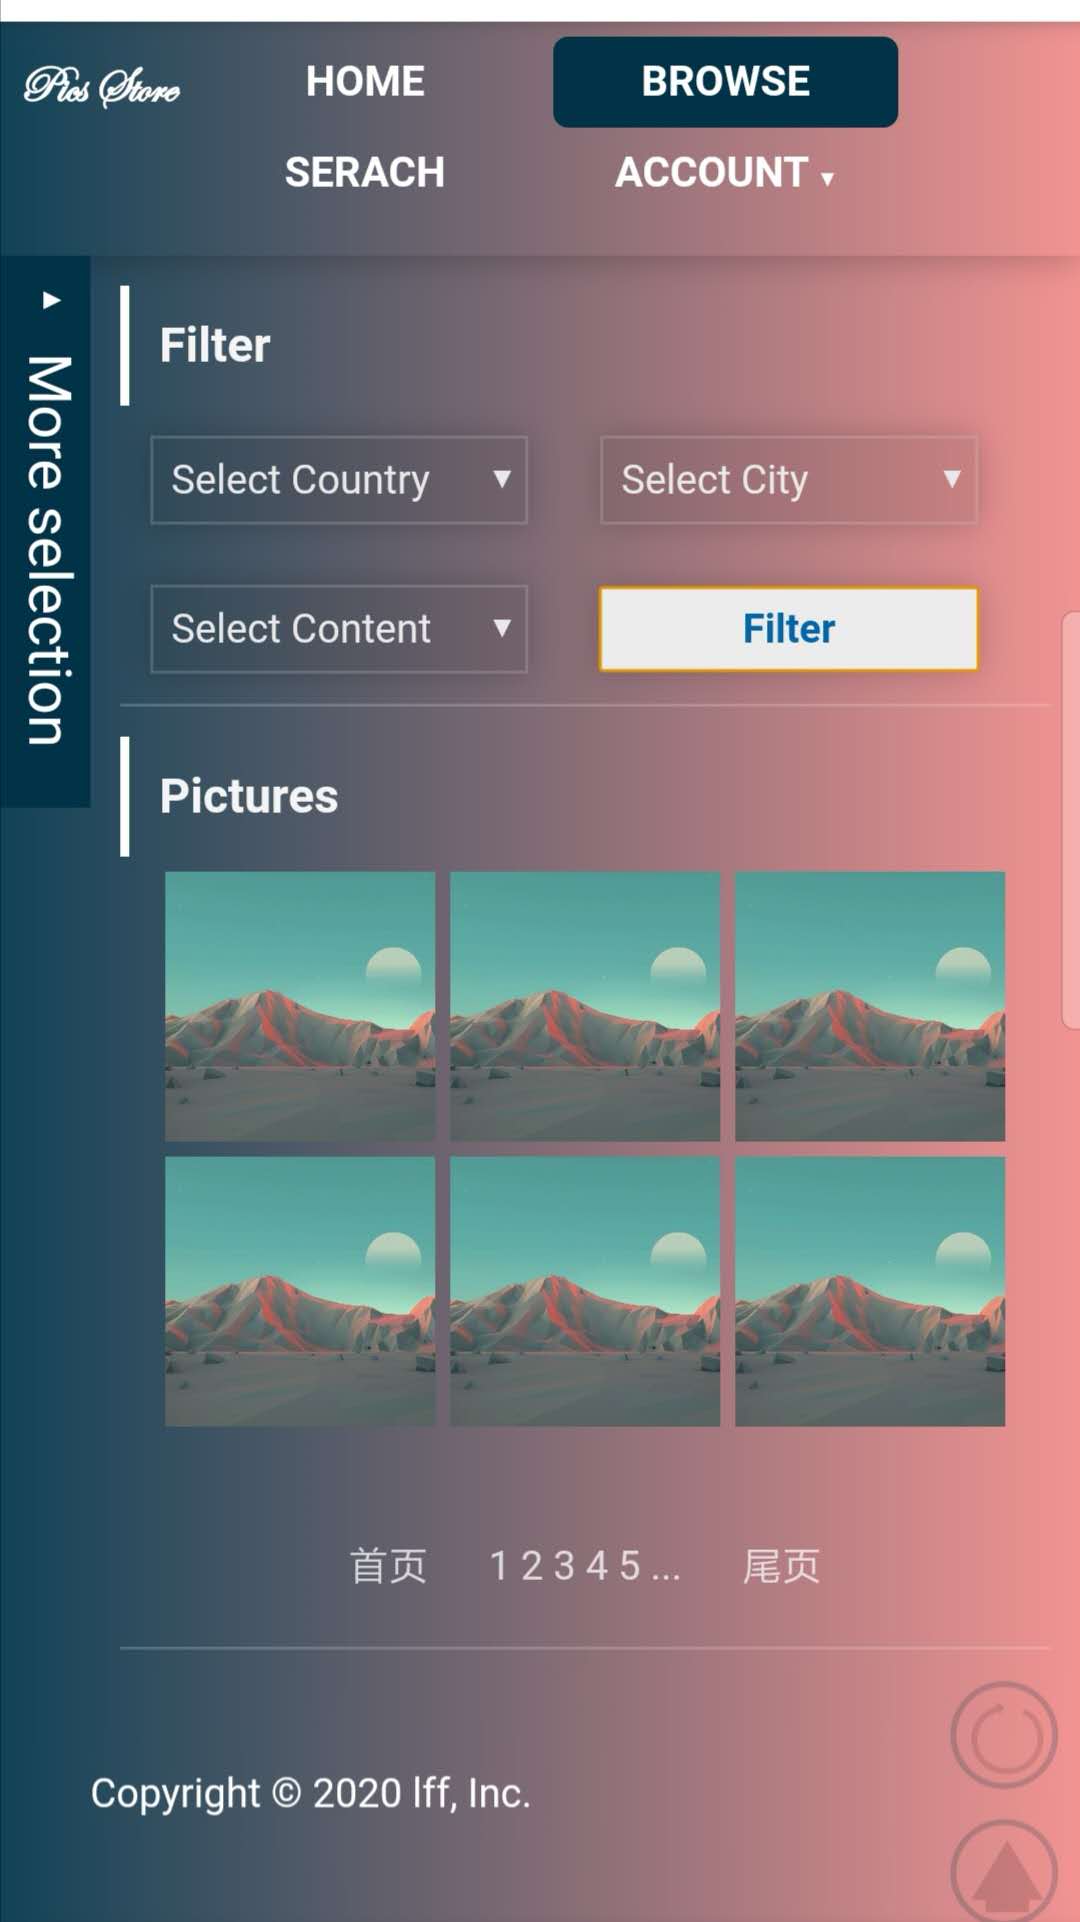 Pics Store
HOME
BROWSE
SERACH
ACCOUNT ▾
More selection
Filter
Select Country
Select City
Select Content
Filter
Pictures
首页 1 2 3 4 5 ... 尾页
Copyright © 2020 lff, Inc.